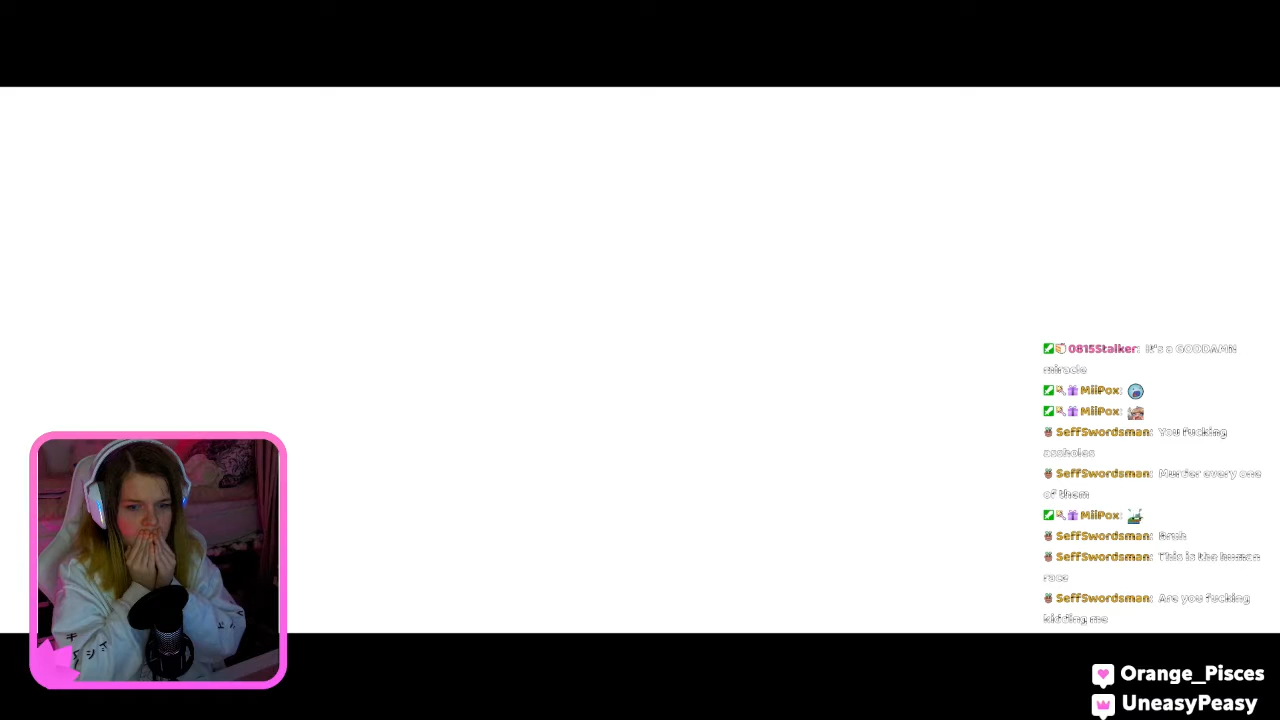 0815Stalker: It's a GODDAMN
miracle
MiiPox:
MiiPox:
SeffSwordsman: You fucking
assholes
SeffSwordsman: Murder every one
of them
MiiPox:
SeffSwordsman: Bruh
SeffSwordsman: This is the human
race
SeffSwordsman: Are you fucking
kidding me
Orange_Pisces
UneasyPeasy